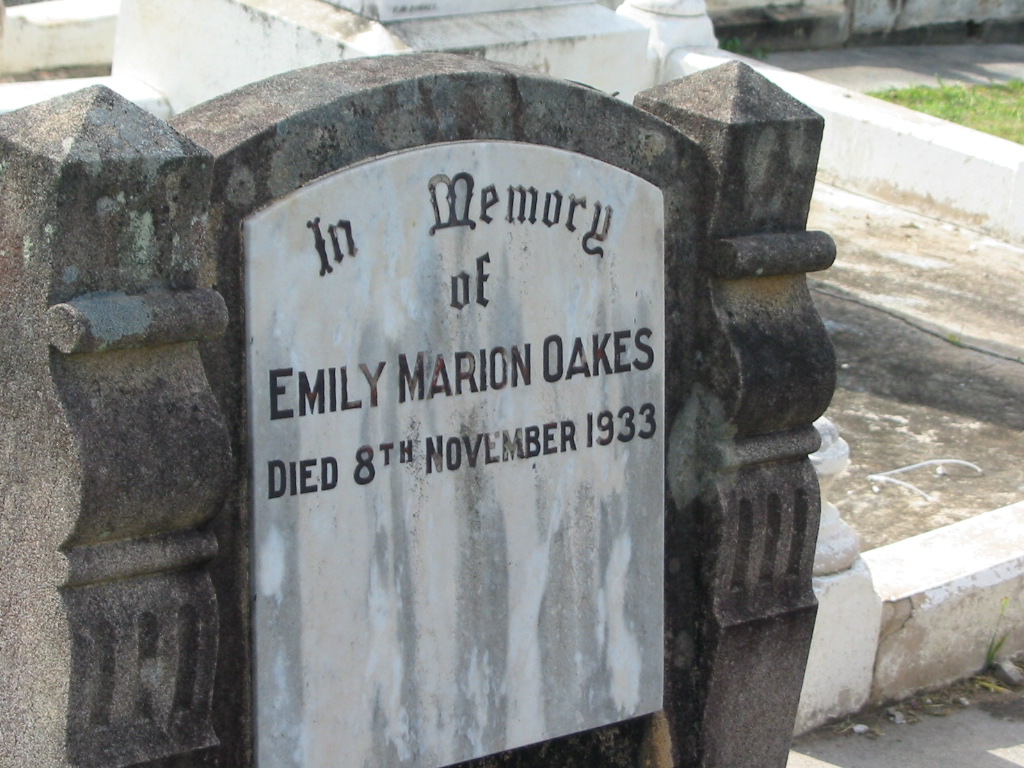 In Memory
of
EMILY MARION OAKES
DIED 8TH NOVEMBER 1933